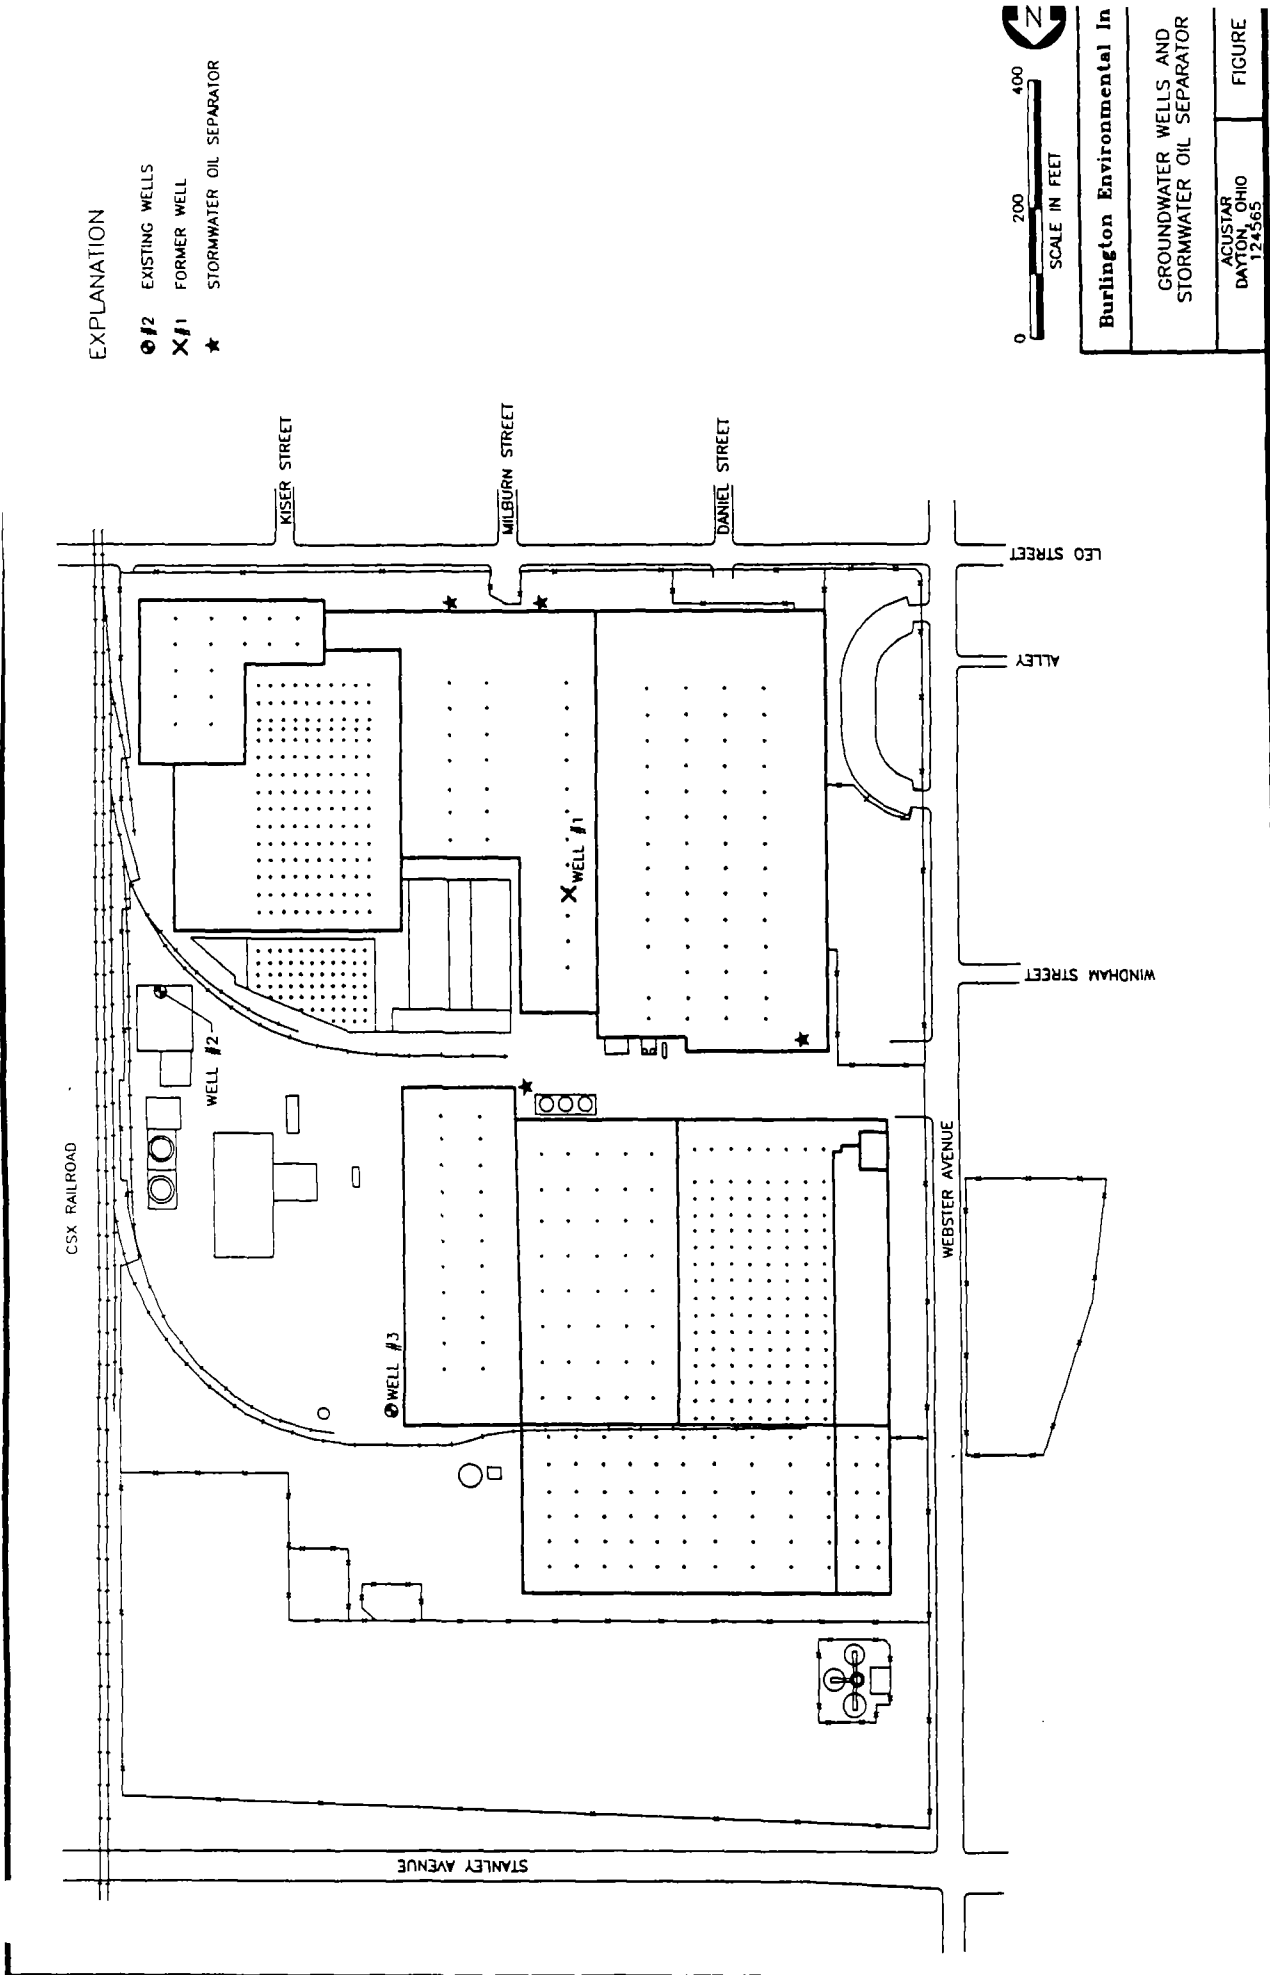 EXPLANATION
#2 EXISTING WELLS
X#1 FORMER WELL
★ STORMWATER OIL SEPARATOR
CSX RAILROAD
KISER STREET
MILBURN STREET
DANIEL STREET
LEO STREET
ALLEY
WINDHAM STREET
WEBSTER AVENUE
STANLEY AVENUE
WELL #2
WELL #3
WELL #1
N
0 200 400
SCALE IN FEET
Burlington Environmental In
GROUNDWATER WELLS AND
STORMWATER OIL SEPARATOR
ACUSTAR
DAYTON, OHIO
124565
FIGURE